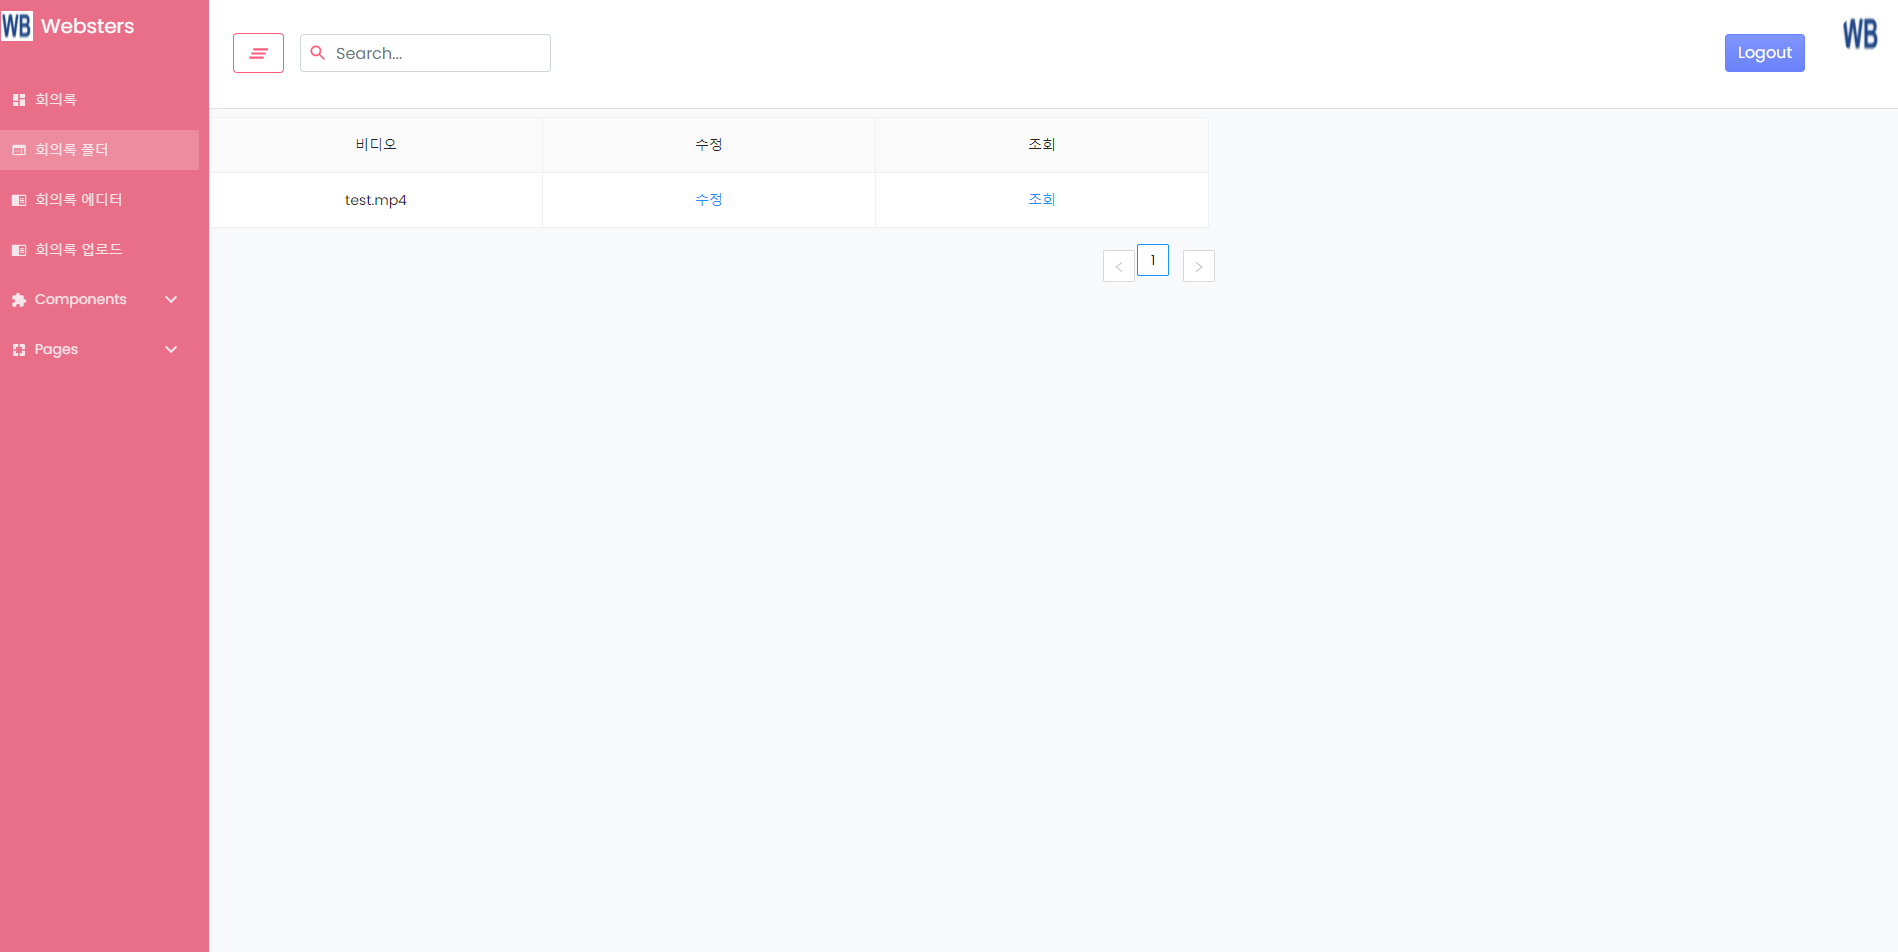 WB Websters
회의록
회의록 폴더
회의록 에디터
회의록 업로드
Components
Pages
Search...
Logout
WB
비디오 수정 조회
test.mp4 수정 조회
1